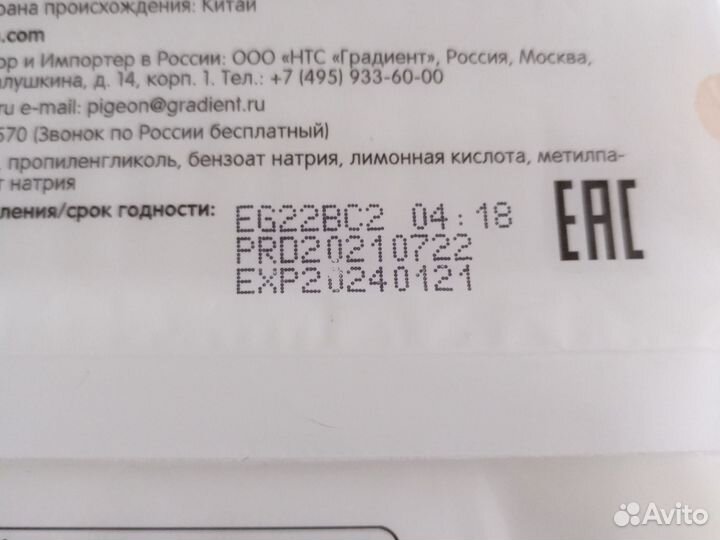 рана происхождения: Китай
.com
ор и Импортер в России: ООО «НТС «Градиент», Россия, Москва,
алушкина, д. 14, корп. 1. Тел.: +7 (495) 933-60-00
ru e-mail: pigeon@gradient.ru
570 (Звонок по России бесплатный)
, пропиленгликоль, бензоат натрия, лимонная кислота, метилпа-
т натрия
ления/срок годности: EG22BC2 04:18
PRD20210722
EXP20240121
EAC
Avito